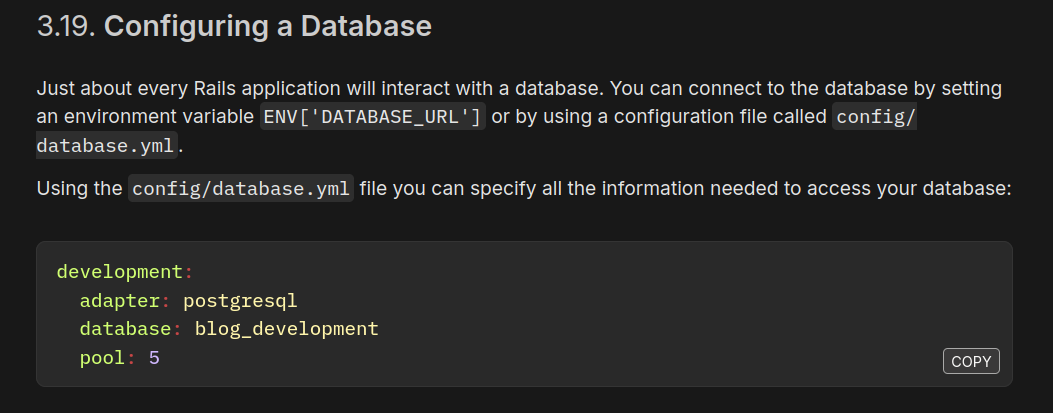 3.19. Configuring a Database
Just about every Rails application will interact with a database. You can connect to the database by setting
an environment variable ENV['DATABASE_URL'] or by using a configuration file called config/
database.yml.
Using the config/database.yml file you can specify all the information needed to access your database:
development:
  adapter: postgresql
  database: blog_development
  pool: 5
COPY